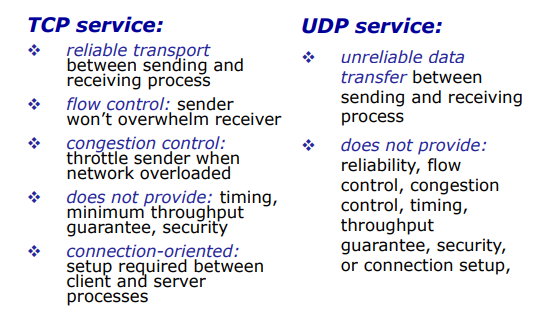 TCP service:
❖ reliable transport
between sending and
receiving process
❖ flow control: sender
won’t overwhelm receiver
❖ congestion control:
throttle sender when
network overloaded
❖ does not provide: timing,
minimum throughput
guarantee, security
❖ connection-oriented:
setup required between
client and server
processes
UDP service:
❖ unreliable data
transfer between
sending and receiving
process
❖ does not provide:
reliability, flow
control, congestion
control, timing,
throughput
guarantee, security,
or connection setup,